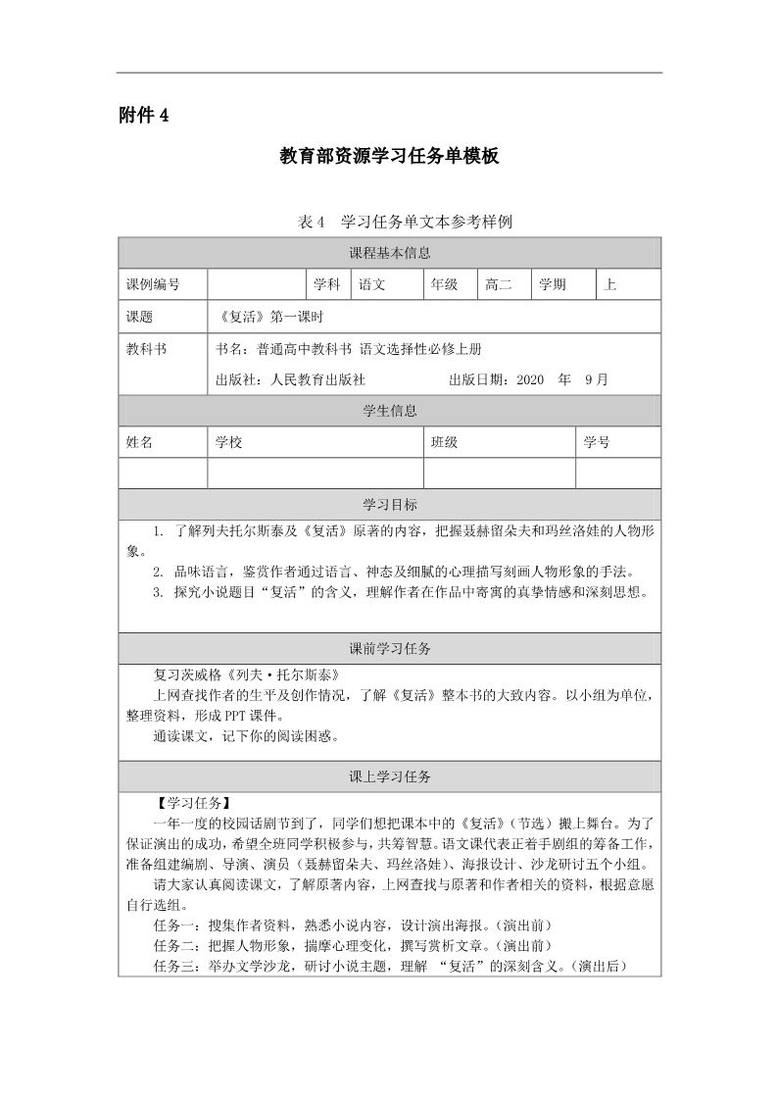 附件 4
教育部资源学习任务单模板
表 4 学习任务单文本参考样例
课程基本信息
课例编号 学科 语文 年级 高二 学期 上
课题 《复活》第一课时
教科书 书名：普通高中教科书 语文选择性必修上册
出版社：人民教育出版社 出版日期：2020 年 9 月
学生信息
姓名 学校 班级 学号
学习目标
1. 了解列夫托尔斯泰及《复活》原著的内容，把握聂赫留朵夫和玛丝洛娃的人物形
象。
2. 品味语言，鉴赏作者通过语言、神态及细腻的心理描写刻画人物形象的手法。
3. 探究小说题目“复活”的含义，理解作者在作品中寄寓的真挚情感和深刻思想。
课前学习任务
复习茨威格《列夫·托尔斯泰》
上网查找作者的生平及创作情况，了解《复活》整本书的大致内容。以小组为单位，
整理资料，形成 PPT 课件。
通读课文，记下你的阅读困惑。
课上学习任务
【学习任务】
一年一度的校园话剧节到了，同学们想把课本中的《复活》（节选）搬上舞台。为了
保证演出的成功，希望全班同学积极参与，共筹智慧。语文课代表正着手剧组的筹备工作，
准备组建编剧、导演、演员（聂赫留朵夫、玛丝洛娃）、海报设计、沙龙研讨五个小组。
请大家认真阅读课文，了解原著内容，上网查找与原著和作者相关的资料，根据意愿
自行选组。
任务一：搜集作者资料，熟悉小说内容，设计演出海报。（演出前）
任务二：把握人物形象，揣摩心理变化，撰写赏析文章。（演出前）
任务三：举办文学沙龙，研讨小说主题，理解 “复活”的深刻含义。（演出后）